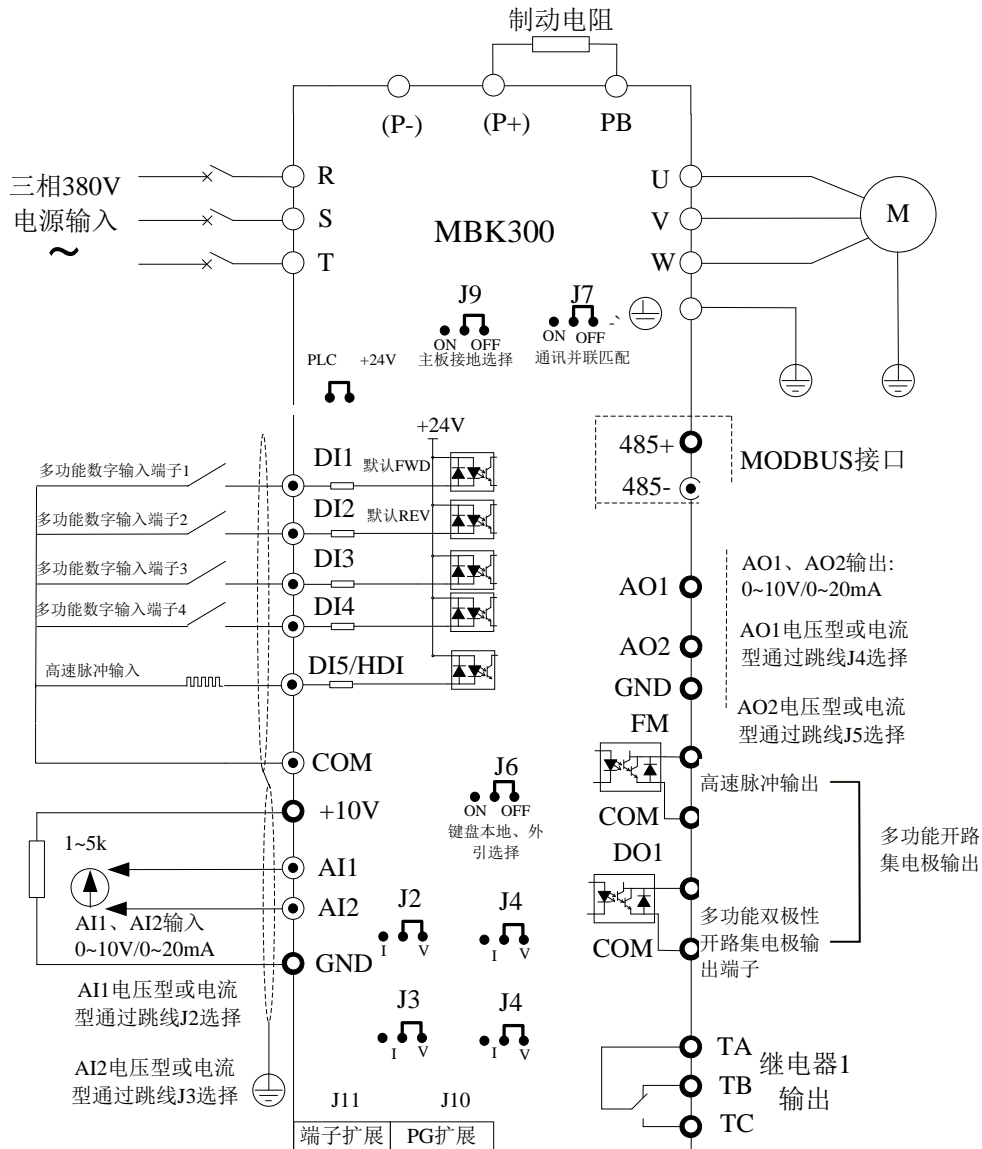 制动电阻
(P-)
(P+)
PB
三相380V
电源输入
~
R
S
T
MBK300
U
V
W
M
J9
ON OFF
主板接地选择
J7
ON OFF
通讯并联匹配
-`
PLC +24V
+24V
多功能数字输入端子1
DI1
默认FWD
多功能数字输入端子2
DI2
默认REV
多功能数字输入端子3
DI3
多功能数字输入端子4
DI4
高速脉冲输入
DI5/HDI
COM
+10V
1~5k
AI1
AI2
AI1、AI2输入
0~10V/0~20mA
GND
AI1电压型或电流
型通过跳线J2选择
AI2电压型或电流
型通过跳线J3选择
J6
ON OFF
键盘本地、外
引选择
J2
I V
J4
I V
J3
I V
J4
I V
J11
J10
端子扩展
PG扩展
485+
485-
MODBUS接口
AO1
AO2
GND
AO1、AO2输出:
0~10V/0~20mA
AO1电压型或电流
型通过跳线J4选择
AO2电压型或电流
型通过跳线J5选择
FM
高速脉冲输出
COM
DO1
多功能双极性
开路集电极输
出端子
COM
多功能开路
集电极输出
TA
TB
TC
继电器1
输出